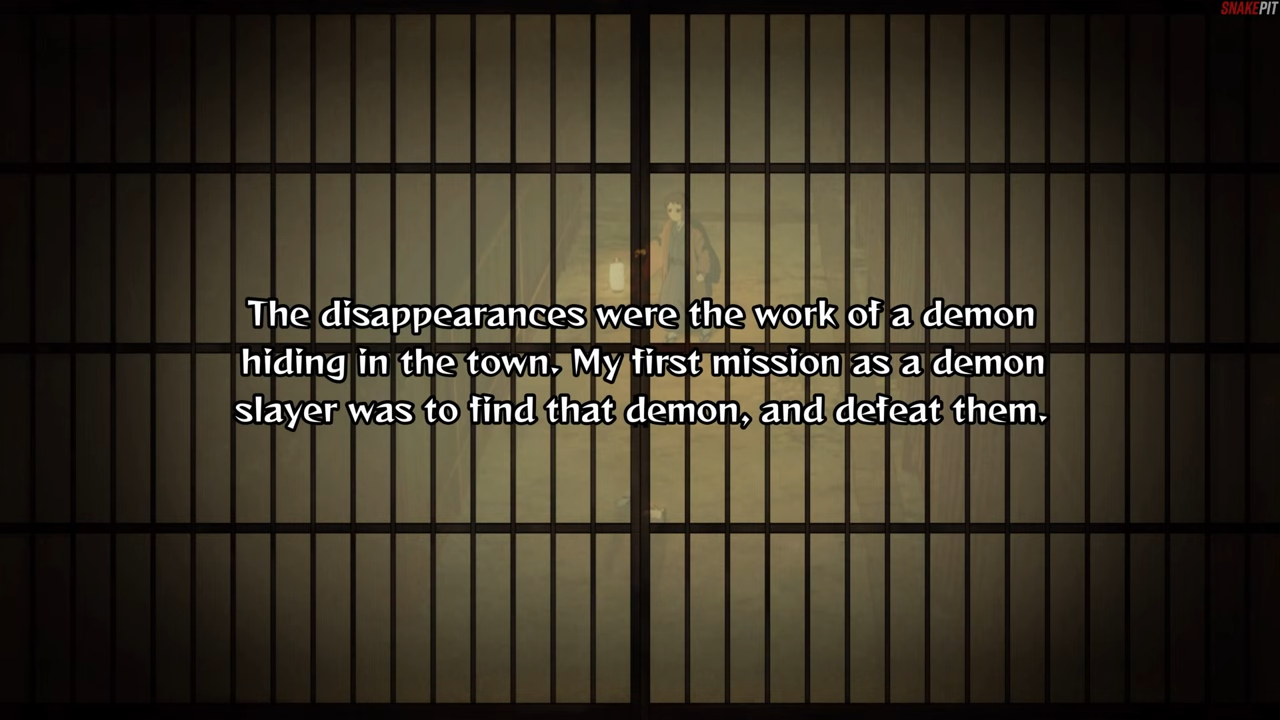 SNAKEPIT
The disappearances were the work of a demon
hiding in the town. My first mission as a demon
slayer was to find that demon, and defeat them.